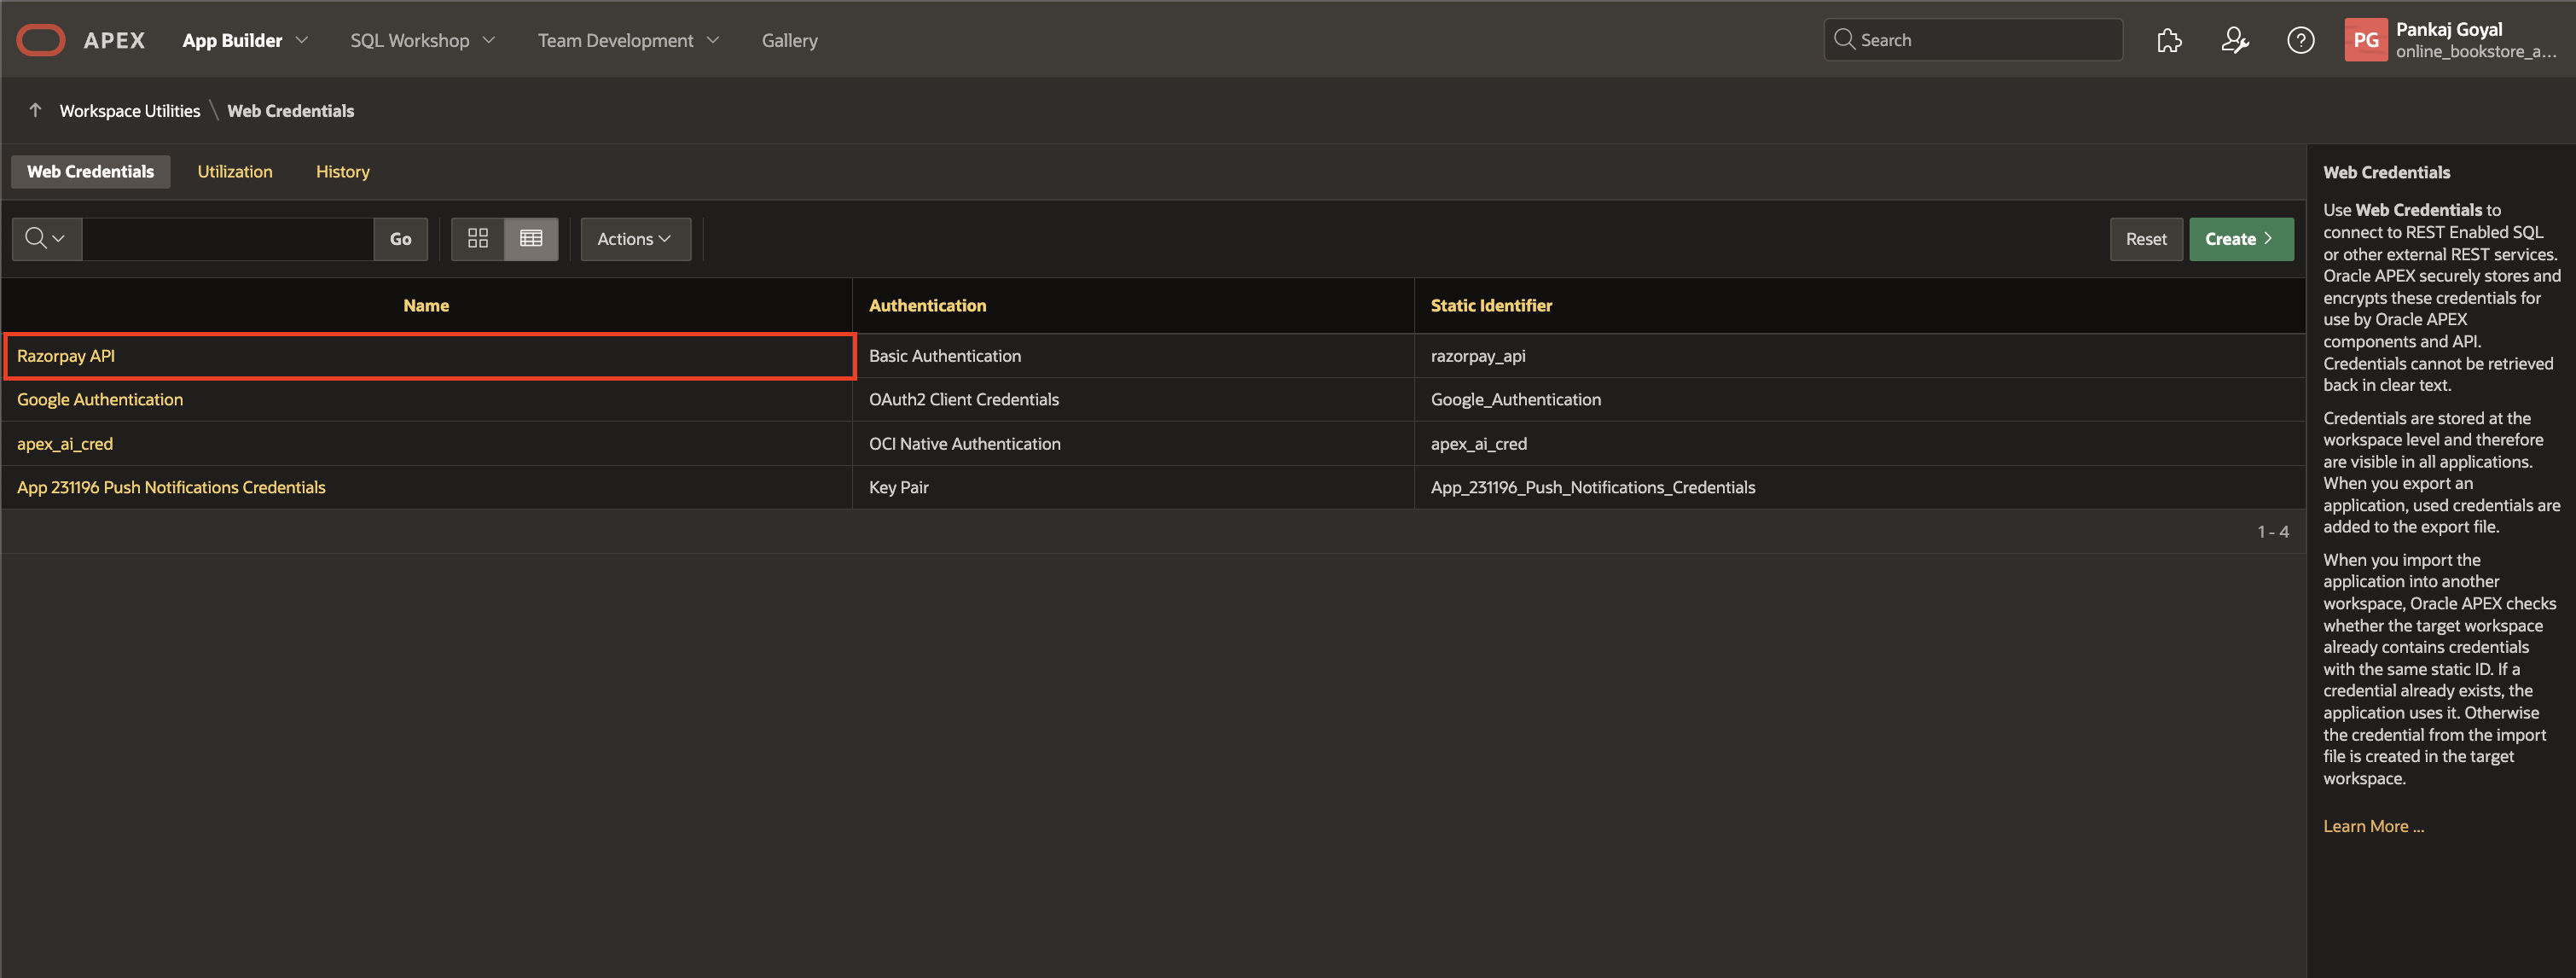 APEX App Builder SQL Workshop Team Development Gallery Search PG Pankaj Goyal
online_bookstore_a...
Workspace Utilities \ Web Credentials
Web Credentials Utilization History
Go Actions Reset Create
Name Authentication Static Identifier
Razorpay API Basic Authentication razorpay_api
Google Authentication OAuth2 Client Credentials Google_Authentication
apex_ai_cred OCI Native Authentication apex_ai_cred
App 231196 Push Notifications Credentials Key Pair App_231196_Push_Notifications_Credentials
1 - 4
Web Credentials
Use Web Credentials to
connect to REST Enabled SQL
or other external REST services.
Oracle APEX securely stores and
encrypts these credentials for
use by Oracle APEX
components and API.
Credentials cannot be retrieved
back in clear text.
Credentials are stored at the
workspace level and therefore
are visible in all applications.
When you export an
application, used credentials are
added to the export file.
When you import the
application into another
workspace, Oracle APEX checks
whether the target workspace
already contains credentials
with the same static ID. If a
credential already exists, the
application uses it. Otherwise
the credential from the import
file is created in the target
workspace.
Learn More ...